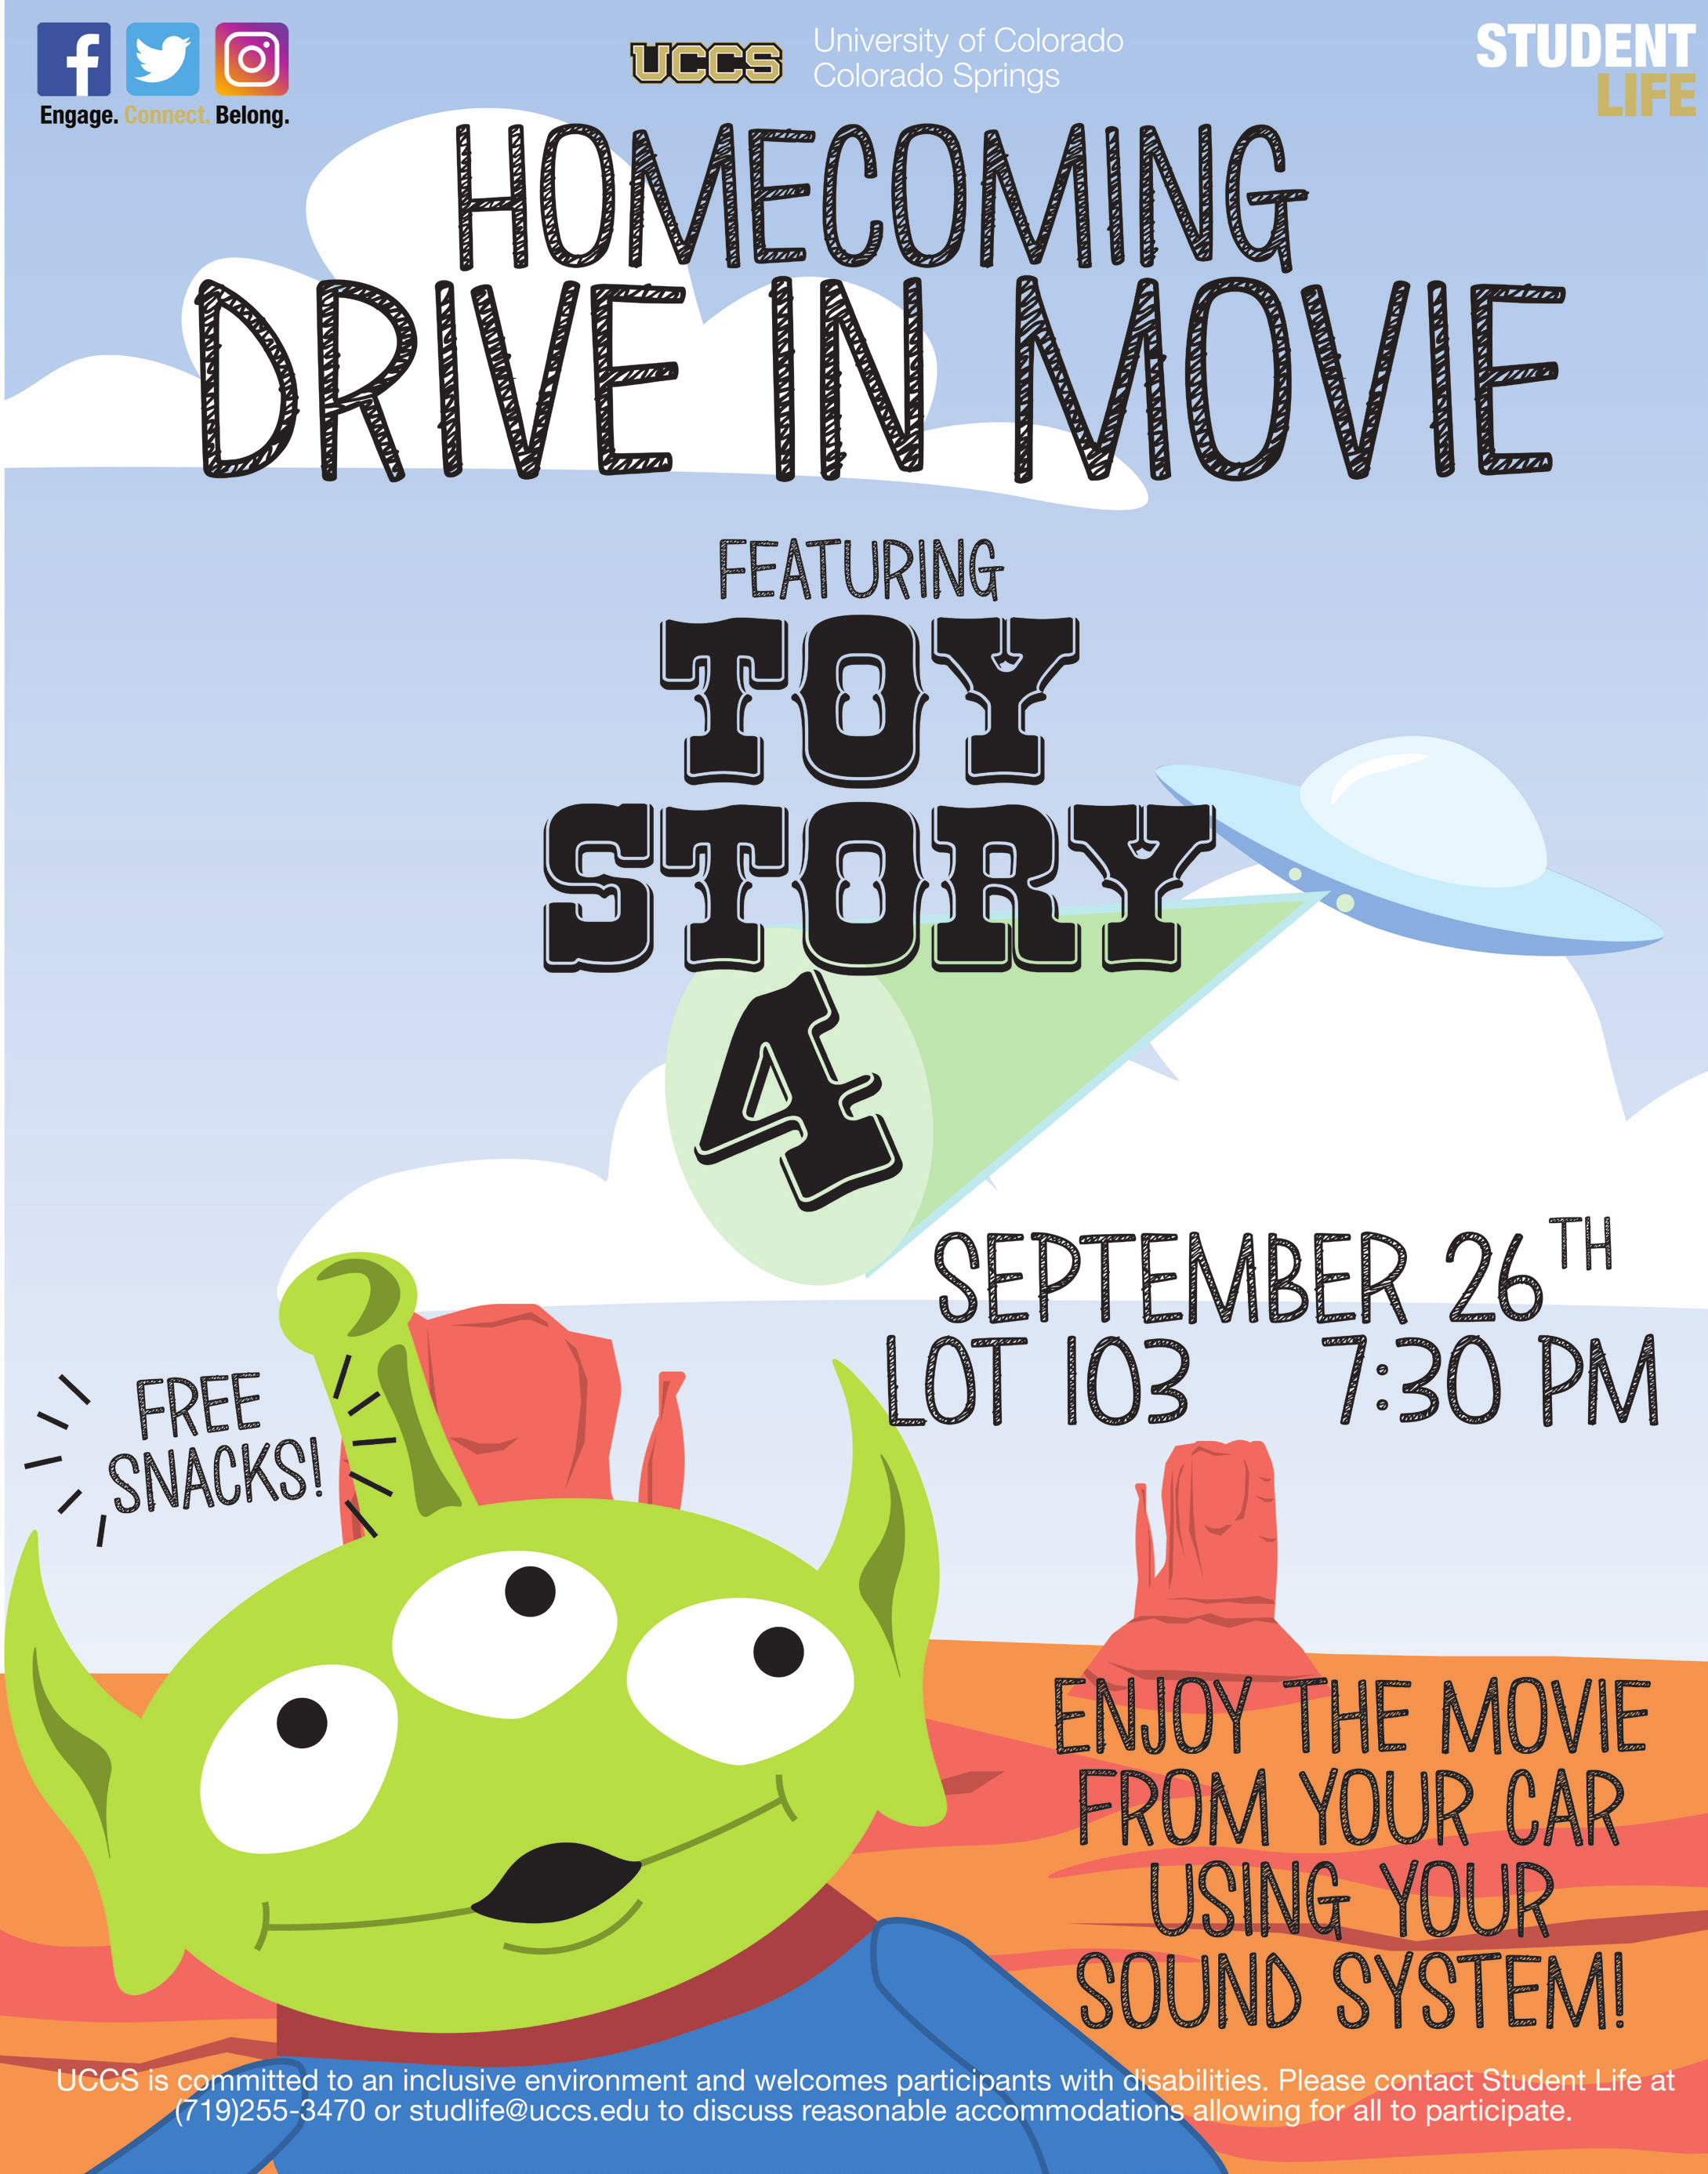 Engage. Connect. Belong.
UCCS
University of Colorado
Colorado Springs
STUDENT
LIFE
HOMECOMING
DRIVE IN MOVIE
FEATURING
TOY
STORY
4
SEPTEMBER 26TH
LOT 103 7:30 PM
FREE
SNACKS!
ENJOY THE MOVIE
FROM YOUR CAR
USING YOUR
SOUND SYSTEM!
UCCS is committed to an inclusive environment and welcomes participants with disabilities. Please contact Student Life at
(719)255-3470 or studlife@uccs.edu to discuss reasonable accommodations allowing for all to participate.